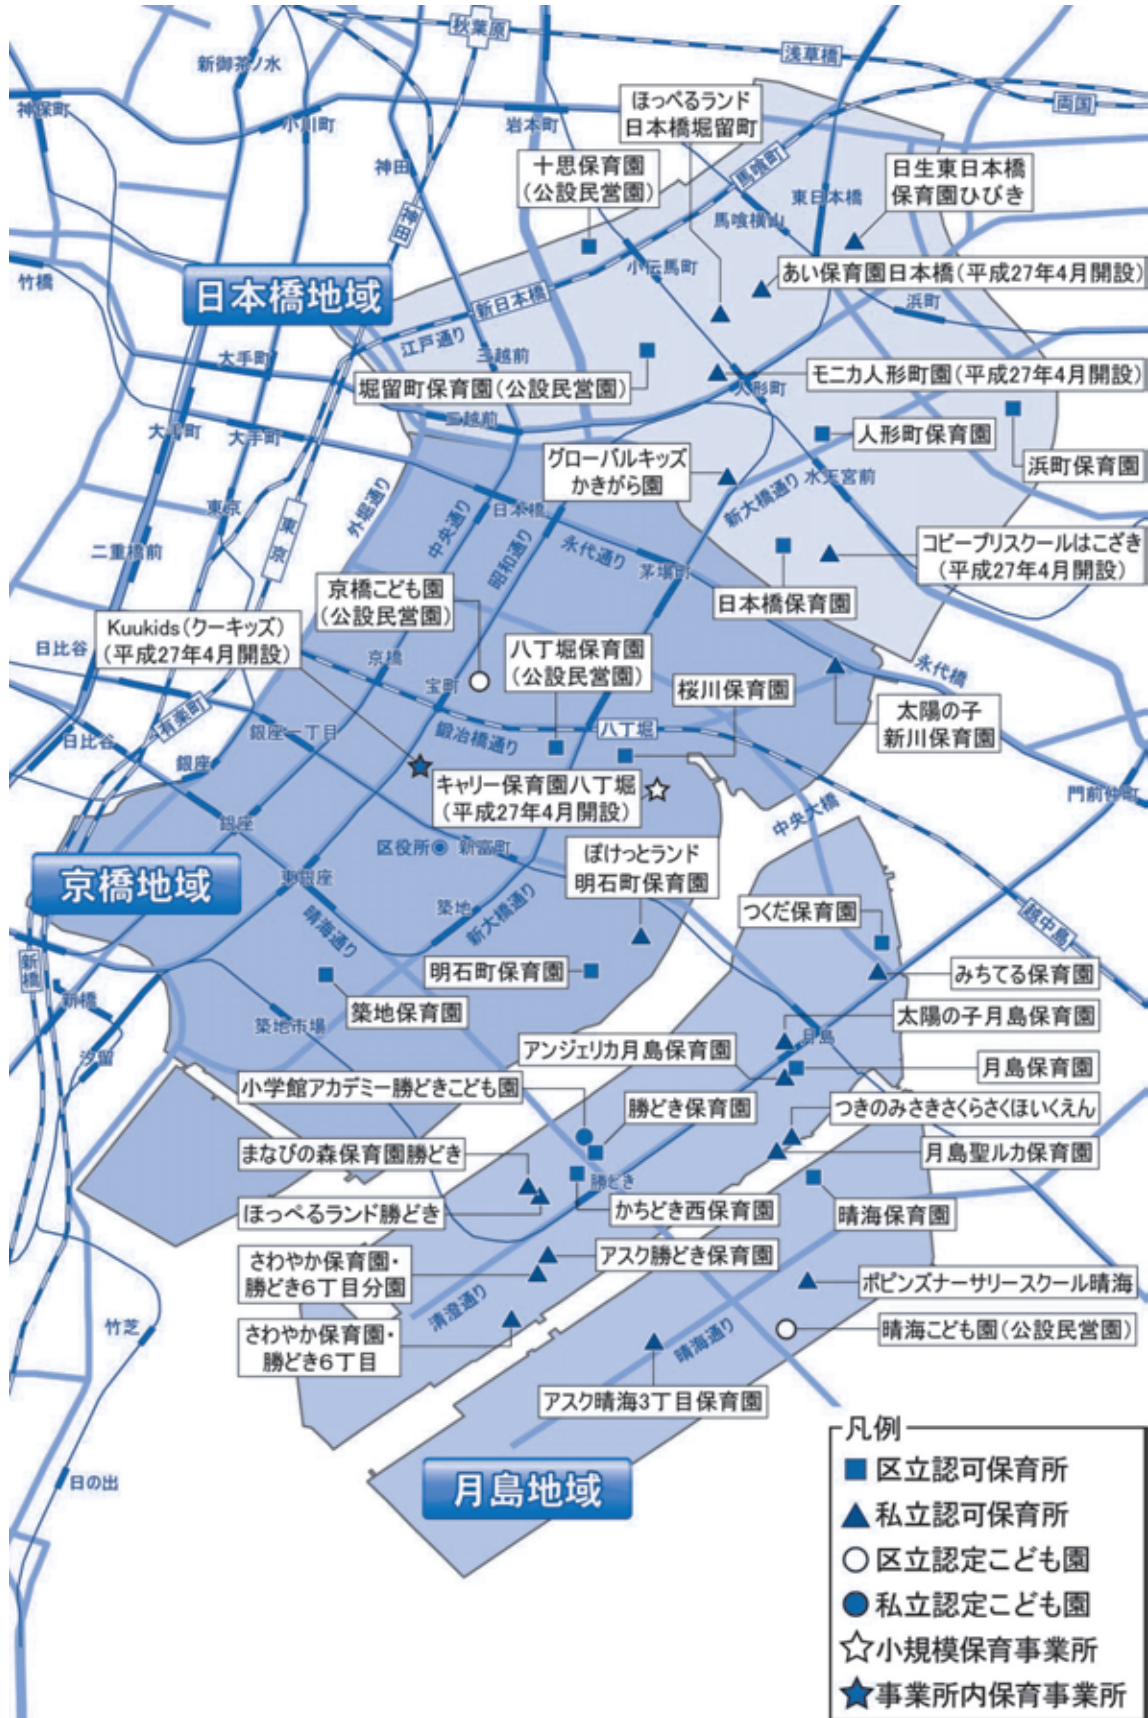 秋葉原
浅草橋
新御茶ノ水
両国
神保町
小川町
岩本町
ほっぺるランド
日本橋堀留町
神田
十思保育園
(公設民営園)
馬喰町
日生東日本橋
保育園ひびき
東日本橋
馬喰横山
神田
竹橋
小伝馬町
あい保育園日本橋(平成27年4月開設)
日本橋地域
新日本橋
浜町
江戸通り
三越前
大手町
堀留町保育園(公設民営園)
モニカ人形町園(平成27年4月開設)
人形町
三越前
大手町
大手町
人形町保育園
浜町保育園
グローバルキッズ
かきがら園
水天宮前
新大橋通り
外堀通り
中央通り
日本橋
東京
東京
昭和通り
永代通り
二重橋前
茅場町
コピープリスクールはこざき
(平成27年4月開設)
京橋こども園
(公設民営園)
日本橋保育園
Kuukids(クーキッズ)
(平成27年4月開設)
日比谷
八丁堀保育園
(公設民営園)
京橋
宝町
桜川保育園
永代橋
有楽町
太陽の子
新川保育園
日比谷
銀座一丁目
鍛冶橋通り
八丁堀
銀座
キャリー保育園八丁堀
(平成27年4月開設)
門前仲町
中央大橋
銀座
区役所
新富町
ぽけっとランド
明石町保育園
京橋地域
東銀座
築地
つくだ保育園
晴海通り
新大橋通り
越中島
新橋
明石町保育園
みちてる保育園
新橋
築地保育園
築地市場
太陽の子月島保育園
月島
汐留
アンジェリカ月島保育園
月島保育園
小学館アカデミー勝どきこども園
勝どき保育園
つきのみさきさくらさくほいくえん
まなびの森保育園勝どき
月島聖ルカ保育園
勝どき
ほっぺるランド勝どき
かちどき西保育園
晴海保育園
さわやか保育園・
勝どき6丁目分園
アスク勝どき保育園
ポピンズナーサリースクール晴海
清澄通り
竹芝
さわやか保育園・
勝どき6丁目
晴海通り
晴海こども園(公設民営園)
アスク晴海3丁目保育園
凡例
区立認可保育所
日の出
月島地域
私立認可保育所
区立認定こども園
私立認定こども園
小規模保育事業所
事業所内保育事業所